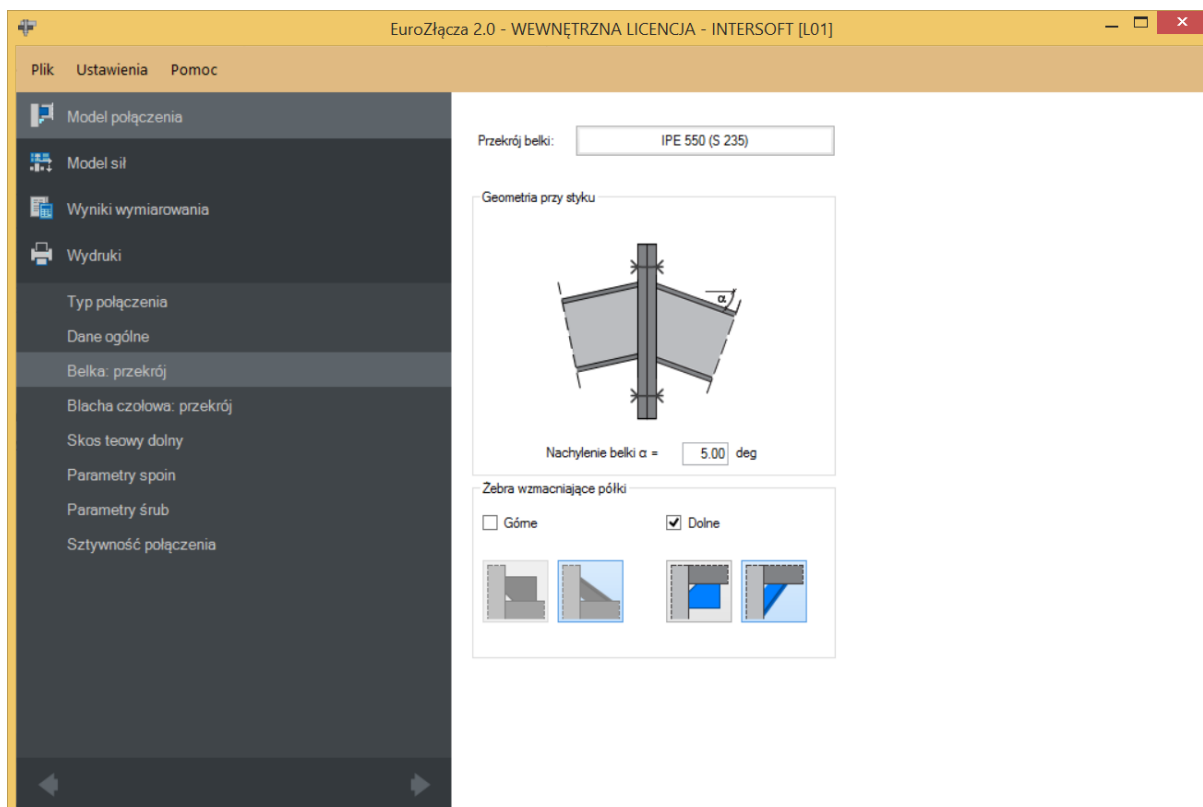 EuroZłącza 2.0 - WEWNĘTRZNA LICENCJA - INTERSOFT [L01]
Plik Ustawienia Pomoc
Model połączenia
Model sił
Wyniki wymiarowania
Wydruki
Typ połączenia
Dane ogólne
Belka: przekrój
Blacha czołowa: przekrój
Skos teowy dolny
Parametry spoin
Parametry śrub
Sztywność połączenia
Przekrój belki: IPE 550 (S 235)
Geometria przy styku
α
Nachylenie belki α = 5.00 deg
Żebra wzmacniające półki
Górne Dolne